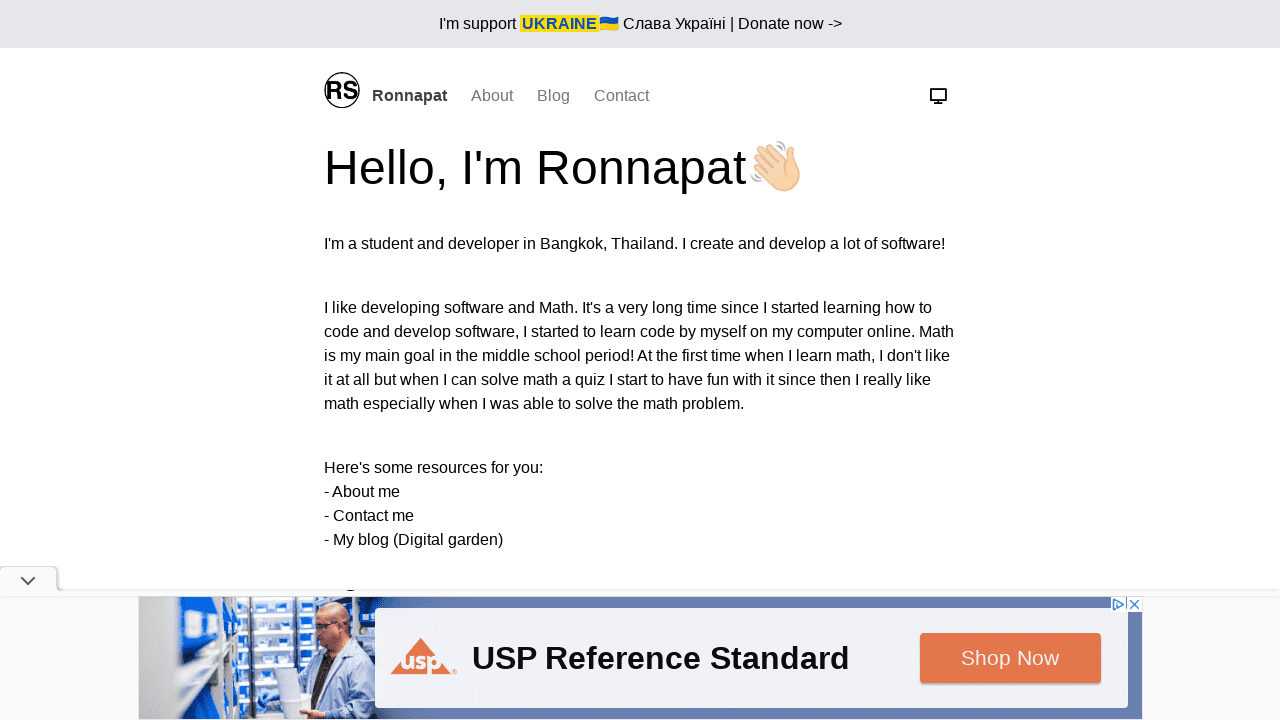 I'm support UKRAINE🇺🇦 Слава Україні | Donate now ->
RS Ronnapat About Blog Contact
Hello, I'm Ronnapat👋🏻
I'm a student and developer in Bangkok, Thailand. I create and develop a lot of software!
I like developing software and Math. It's a very long time since I started learning how to
code and develop software, I started to learn code by myself on my computer online. Math
is my main goal in the middle school period! At the first time when I learn math, I don't like
it at all but when I can solve math a quiz I start to have fun with it since then I really like
math especially when I was able to solve the math problem.
Here's some resources for you:
- About me
- Contact me
- My blog (Digital garden)
usp® USP Reference Standard Shop Now